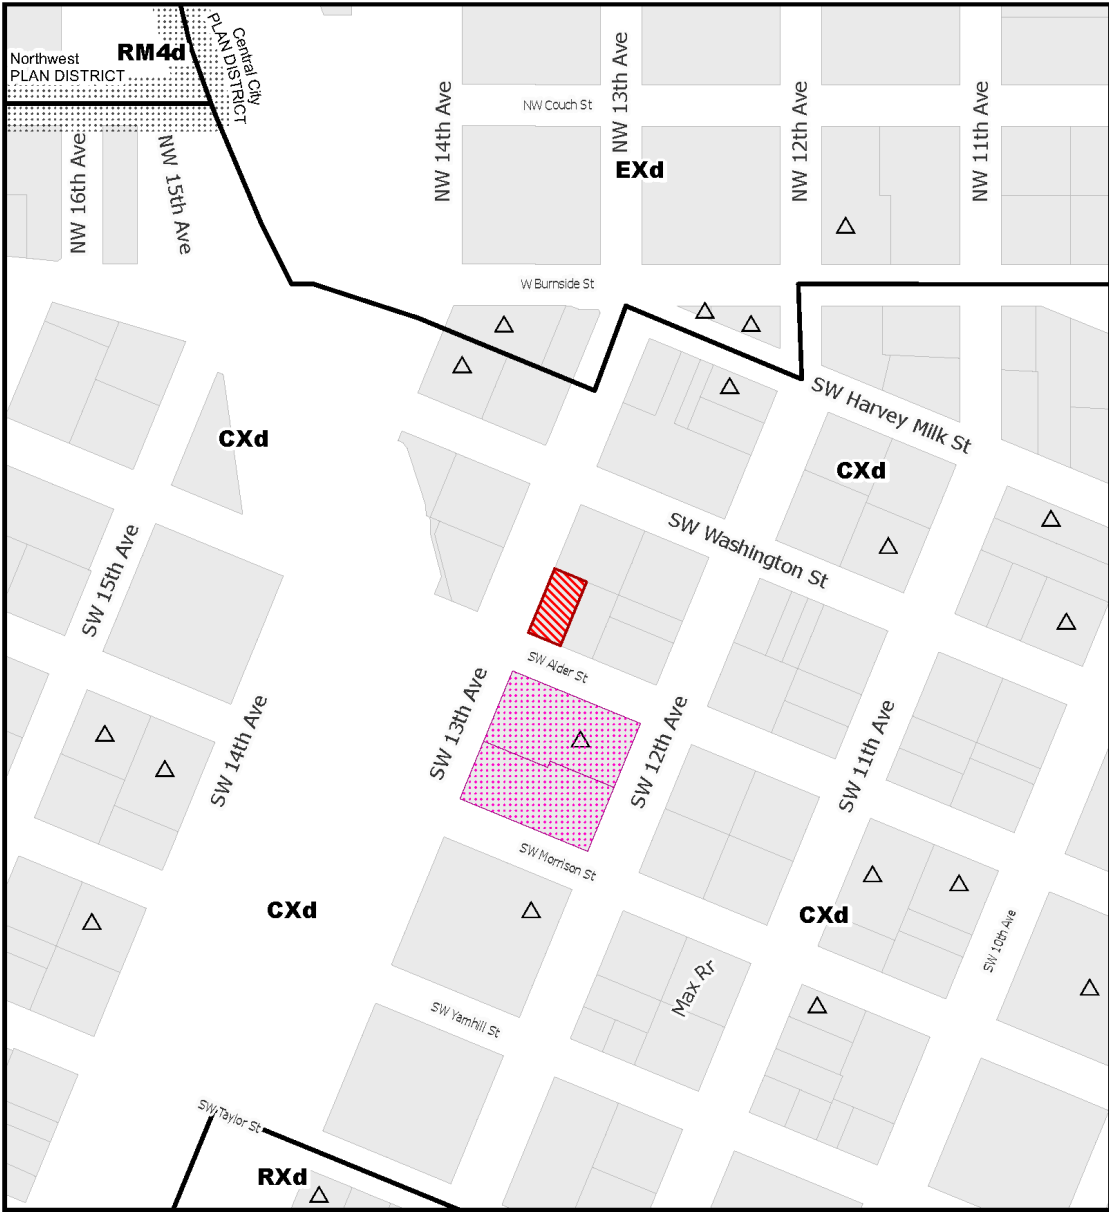 RM4d
Northwest
PLAN DISTRICT
Central City
PLAN DISTRICT
NW 16th Ave
NW 15th Ave
NW 14th Ave
NW 13th Ave
NW 12th Ave
NW 11th Ave
NW Couch St
EXd
W Burnside St
SW Harvey Milk St
CXd
CXd
SW Washington St
SW 15th Ave
SW Alder St
SW 14th Ave
SW 13th Ave
SW 12th Ave
SW 11th Ave
SW Morrison St
CXd
CXd
SW 10th Ave
Max Rr
SW Yamhill St
SW Taylor St
RXd